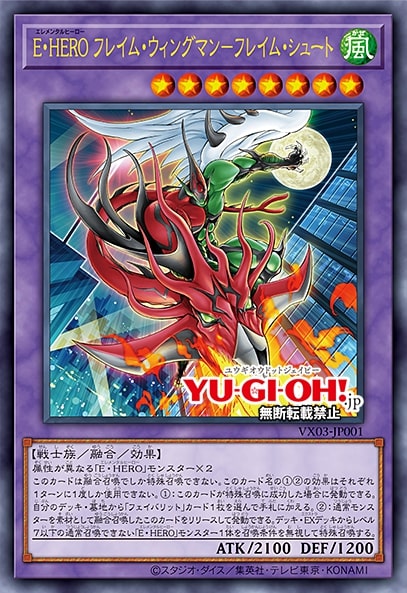 エレメンタルヒーロー
E・HERO フレイム・ウィングマン－フレイム・シュート
風
かぜ
ユウギオウドットジェイピー
YU-GI-OH!.jp
無断転載禁止
VX03-JP001
【戦士族／融合／効果】
属性が異なる「E・HERO」モンスター×2
このカードは融合召喚でしか特殊召喚できない。このカード名の①②の効果はそれぞれ
1ターンに1度しか使用できない。①：このカードが特殊召喚に成功した場合に発動できる。
自分のデッキ・墓地から「フェイバリット」カード1枚を選んで手札に加える。②：通常モンス
ターを素材として融合召喚したこのカードをリリースして発動できる。デッキ・EXデッキからレベル
7以下の通常召喚できない「E・HERO」モンスター1体を召喚条件を無視して特殊召喚する。
ATK/2100 DEF/1200
©スタジオ・ダイス／集英社・テレビ東京・KONAMI